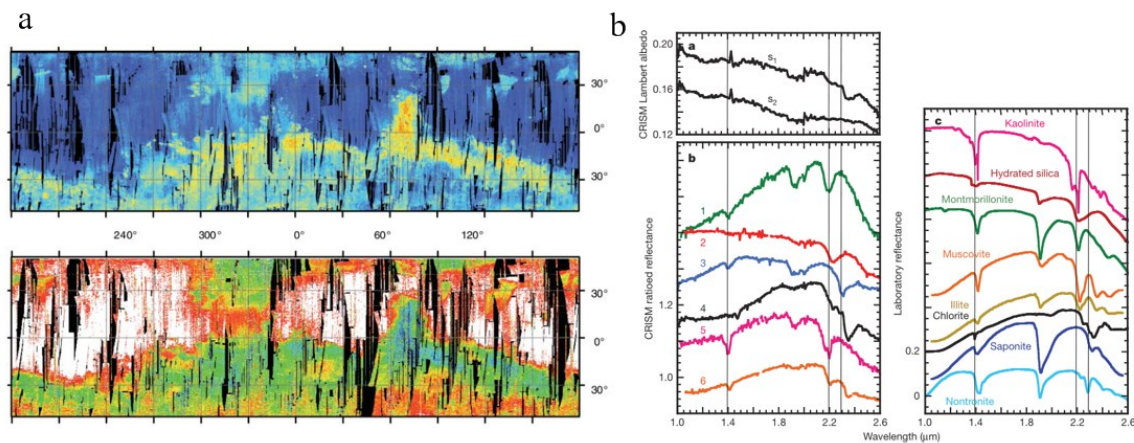 a
30°
0°
30°
240° 300° 0° 60° 120°
30°
0°
30°
b
CRISM Lambert albedo
0.20
0.16
0.12
a
s1
s2
CRISM ratioed reflectance
1.2
1.0
b
1
2
3
4
5
6
1.0 1.4 1.8 2.2 2.6
Laboratory reflectance
0.2
0
c
Kaolinite
Hydrated silica
Montmorillonite
Muscovite
Illite
Chlorite
Saponite
Nontronite
1.0 1.4 1.8 2.2 2.6
Wavelength (μm)